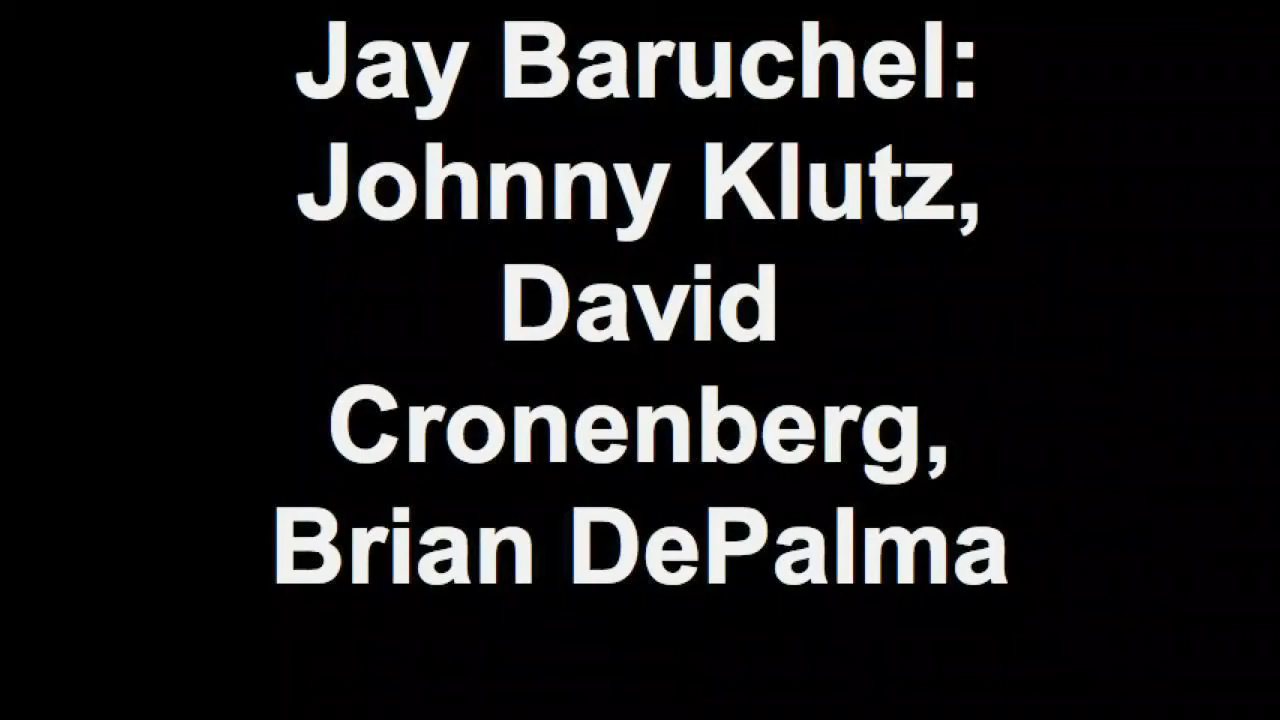 Jay Baruchel:
Johnny Klutz,
David
Cronenberg,
Brian DePalma